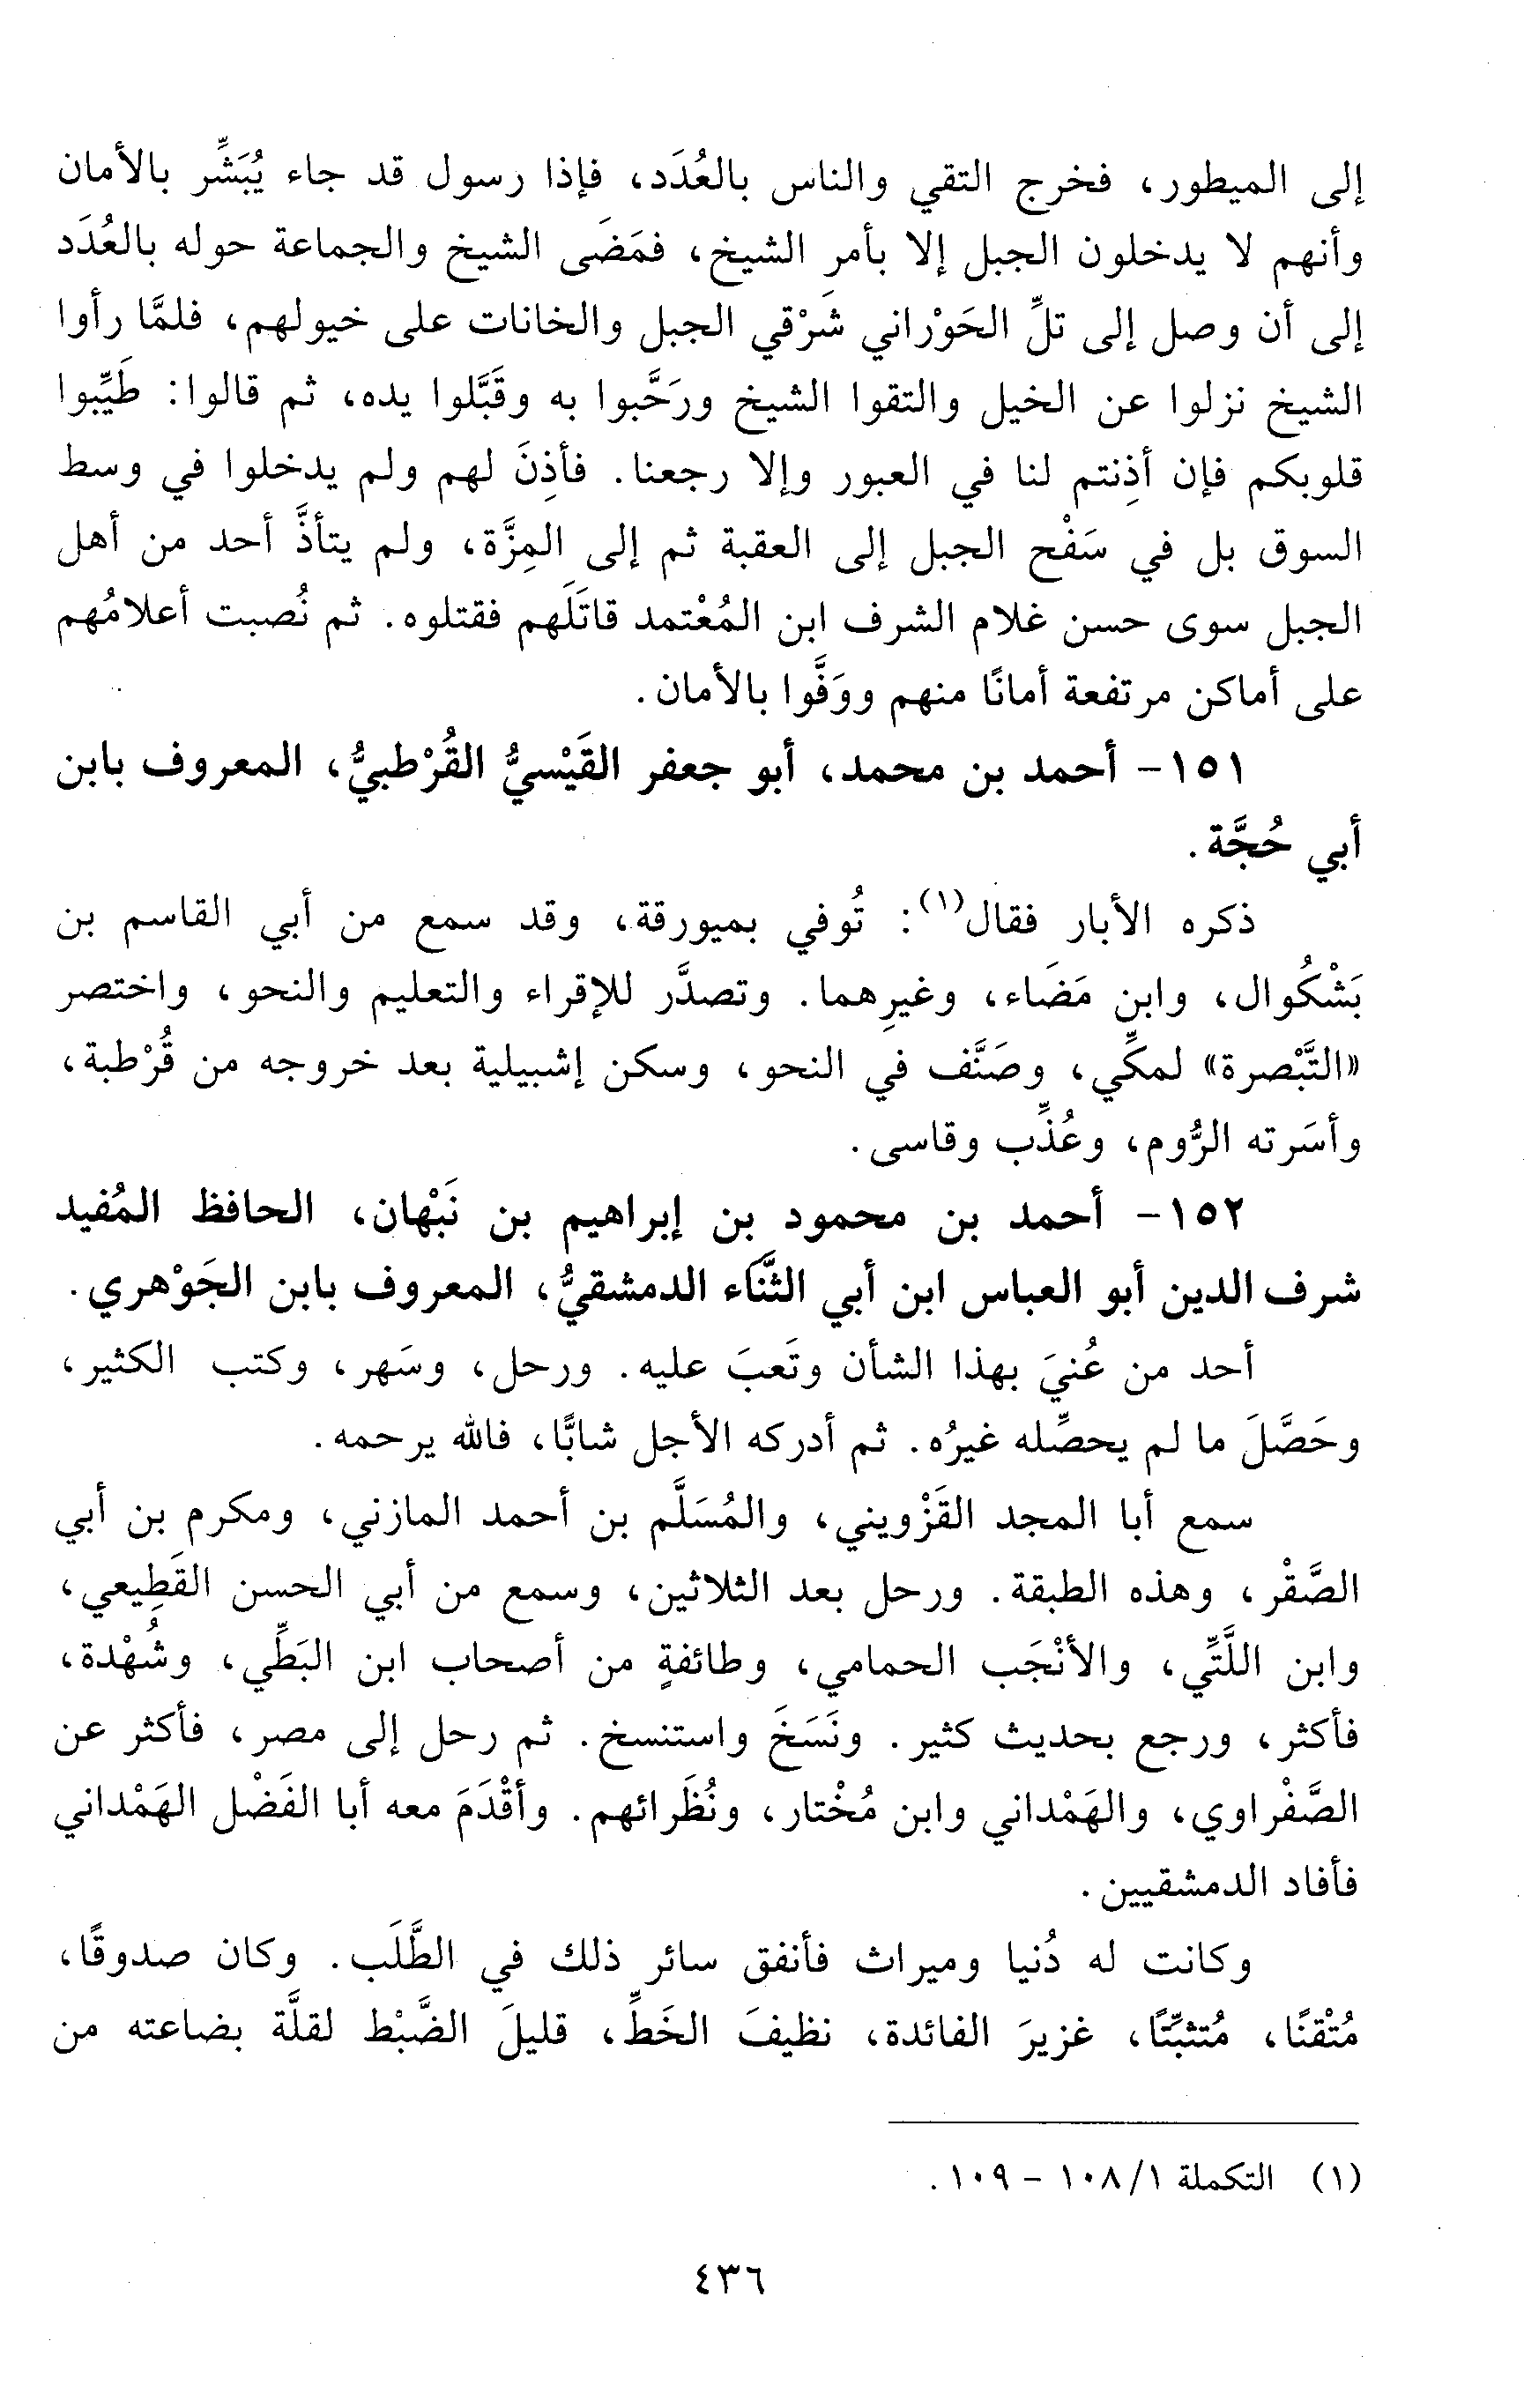 إلى الميطور، فخرج التقي والناس بالعُدَد، فإذا رسول قد جاء يُبَشِّر بالأمان
وأنهم لا يدخلون الجبل إلا بأمرِ الشيخ، فمَضَى الشيخ والجماعة حوله بالعُدَد
إلى أن وصل إلى تلِّ الحَوْراني شَرْقي الجبل والخانات على خيولهم، فلمَّا رأوا
الشيخ نزلوا عن الخيل والتقوا الشيخ ورَحَّبوا به وقَبَّلوا يده، ثم قالوا: طَيِّبوا
قلوبكم فإن أذِنتم لنا في العبور وإلا رجعنا. فأذِنَ لهم ولم يدخلوا في وسط
السوق بل في سَفْح الجبل إلى العقبة ثم إلى المِزَّة، ولم يتأذَّ أحد من أهل
الجبل سوى حسن غلام الشرف ابن المُعْتمد قاتَلَهم فقتلوه. ثم نُصبت أعلامُهم
على أماكن مرتفعة أمانًا منهم ووَفَّوا بالأمان.
١٥١- أحمد بن محمد، أبو جعفر القَيْسيُّ القُرْطبيُّ، المعروف بابن
أبي حُجَّة.
ذكره الأبار فقال(١): تُوفي بميورقة، وقد سمع من أبي القاسم بن
بَشْكُوال، وابن مَضَاء، وغيرِهما. وتصدَّر للإقراء والتعليم والنحو، واختصر
«التَّبْصرة» لمكِّي، وصَنَّف في النحو، وسكن إشبيلية بعد خروجه من قُرْطبة،
وأسَرته الرُّوم، وعُذِّب وقاسى.
١٥٢- أحمد بن محمود بن إبراهيم بن نَبْهان، الحافظ المُفيد
شرف الدين أبو العباس ابن أبي الثَّنَاء الدمشقيُّ، المعروف بابن الجَوْهري.
أحد من عُنيَ بهذا الشأن وتَعبَ عليه. ورحل، وسَهر، وكتب الكثير،
وحَصَّلَ ما لم يحصِّله غيرُه. ثم أدركه الأجل شابًّا، فالله يرحمه.
سمع أبا المجد القَزْويني، والمُسَلَّم بن أحمد المازني، ومكرم بن أبي
الصَّقْر، وهذه الطبقة. ورحل بعد الثلاثين، وسمع من أبي الحسن القَطِيعي،
وابن اللَّتِّي، والأنْجَب الحمامي، وطائفةٍ من أصحاب ابن البَطِّي، وشُهْدة،
فأكثر، ورجع بحديث كثير. ونَسَخَ واستنسخ. ثم رحل إلى مصر، فأكثر عن
الصَّفْراوي، والهَمْداني وابن مُخْتار، ونُظَرائهم. وأقْدَمَ معه أبا الفَضْل الهَمْداني
فأفاد الدمشقيين.
وكانت له دُنيا وميراث فأنفق سائر ذلك في الطَّلَب. وكان صدوقًا،
مُتْقنًا، مُتثبِّتًا، غزيرَ الفائدة، نظيفَ الخَطِّ، قليلَ الضَّبْط لقلَّة بضاعته من
(١) التكملة ١/ ١٠٨ - ١٠٩.
٤٣٦